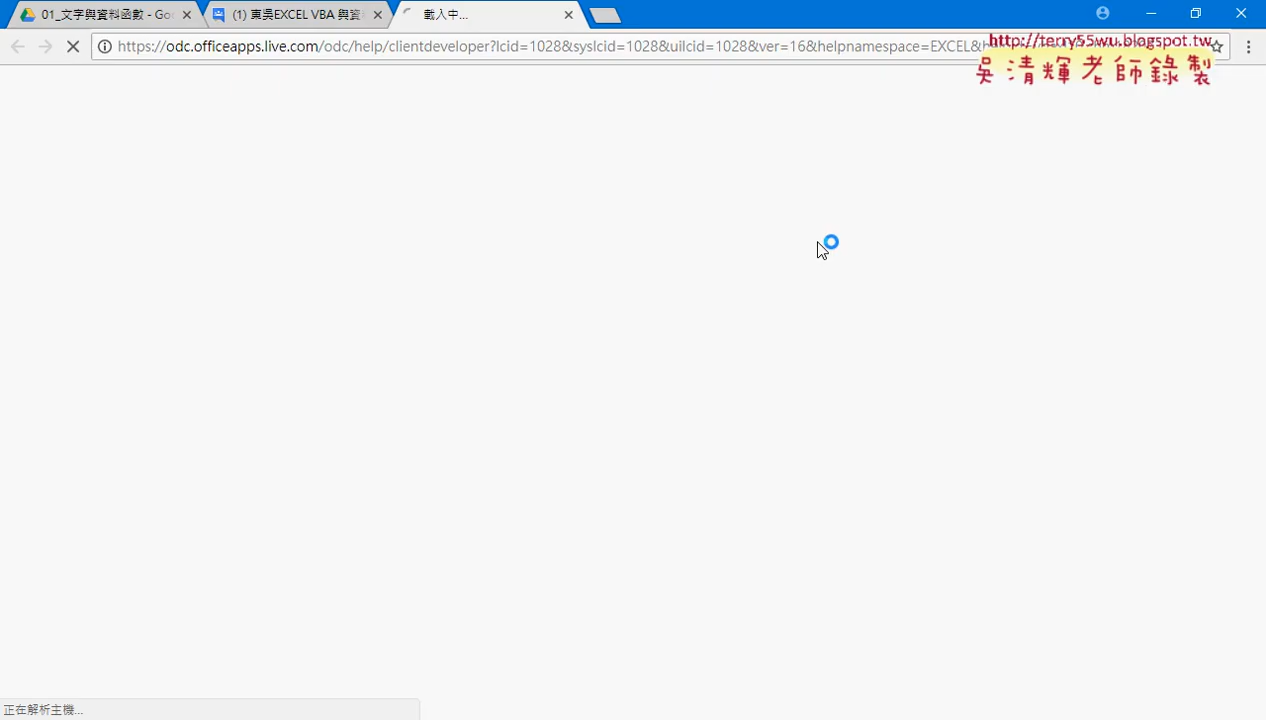 01_文字與資料函數 - Goo
(1) 東吳EXCEL VBA 與資
載入中...
https://odc.officeapps.live.com/odc/help/clientdeveloper?lcid=1028&syslcid=1028&uilcid=1028&ver=16&helpnamespace=EXCEL&
http://terry55wu.blogspot.tw
吳清輝老師錄製
正在解析主機...